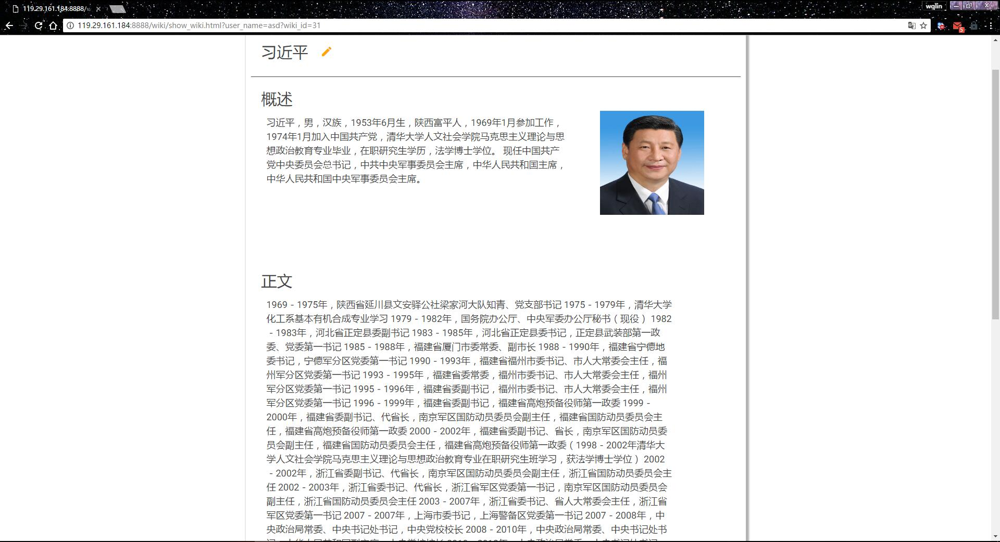 119.29.161.184:8888/w
wqlin
119.29.161.184:8888/wiki/show_wiki.html?user_name=asd?wiki_id=31
5
习近平
概述
习近平，男，汉族，1953年6月生，陕西富平人，1969年1月参加工作，
1974年1月加入中国共产党，清华大学人文社会学院马克思主义理论与思
想政治教育专业毕业，在职研究生学历，法学博士学位。 现任中国共产
党中央委员会总书记，中共中央军事委员会主席，中华人民共和国主席，
中华人民共和国中央军事委员会主席。
正文
1969－1975年，陕西省延川县文安驿公社梁家河大队知青、党支部书记 1975－1979年，清华大学
化工系基本有机合成专业学习 1979－1982年，国务院办公厅、中央军委办公厅秘书（现役） 1982
－1983年，河北省正定县委副书记 1983－1985年，河北省正定县委书记，正定县武装部第一政
委、党委第一书记 1985－1988年，福建省厦门市委常委、副市长 1988－1990年，福建省宁德地
委书记，宁德军分区党委第一书记 1990－1993年，福建省福州市委书记、市人大常委会主任，福
州军分区党委第一书记 1993－1995年，福建省委常委，福州市委书记、市人大常委会主任，福州
军分区党委第一书记 1995－1996年，福建省委副书记，福州市委书记、市人大常委会主任，福州
军分区党委第一书记 1996－1999年，福建省委副书记，福建省高炮预备役师第一政委 1999－
2000年，福建省委副书记、代省长，南京军区国防动员委员会副主任，福建省国防动员委员会主
任，福建省高炮预备役师第一政委 2000－2002年，福建省委副书记、省长，南京军区国防动员委
员会副主任，福建省国防动员委员会主任，福建省高炮预备役师第一政委（1998－2002年清华大
学人文社会学院马克思主义理论与思想政治教育专业在职研究生班学习，获法学博士学位） 2002
－2002年，浙江省委副书记、代省长，南京军区国防动员委员会副主任，浙江省国防动员委员会主
任 2002－2003年，浙江省委书记、代省长，浙江省军区党委第一书记，南京军区国防动员委员会
副主任，浙江省国防动员委员会主任 2003－2007年，浙江省委书记、省人大常委会主任，浙江省
军区党委第一书记 2007－2007年，上海市委书记，上海警备区党委第一书记 2007－2008年，中
央政治局常委、中央书记处书记，中央党校校长 2008－2010年，中央政治局常委、中央书记处书